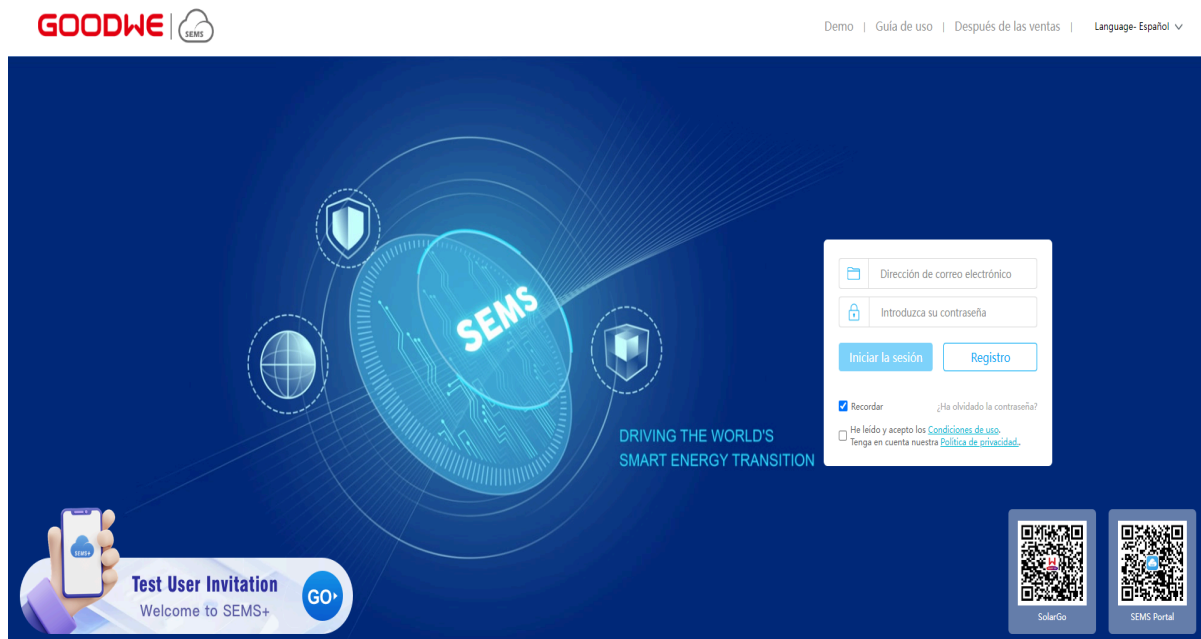 GOODWE
SEMS
Demo | Guía de uso | Después de las ventas | Language- Español
SEMS
Dirección de correo electrónico
Introduzca su contraseña
Iniciar la sesión
Registro
Recordar
¿Ha olvidado la contraseña?
He leído y acepto los Condiciones de uso.
Tenga en cuenta nuestra Política de privacidad..
DRIVING THE WORLD'S
SMART ENERGY TRANSITION
SEMS+
Test User Invitation
Welcome to SEMS+
GO
SolarGo
SEMS Portal